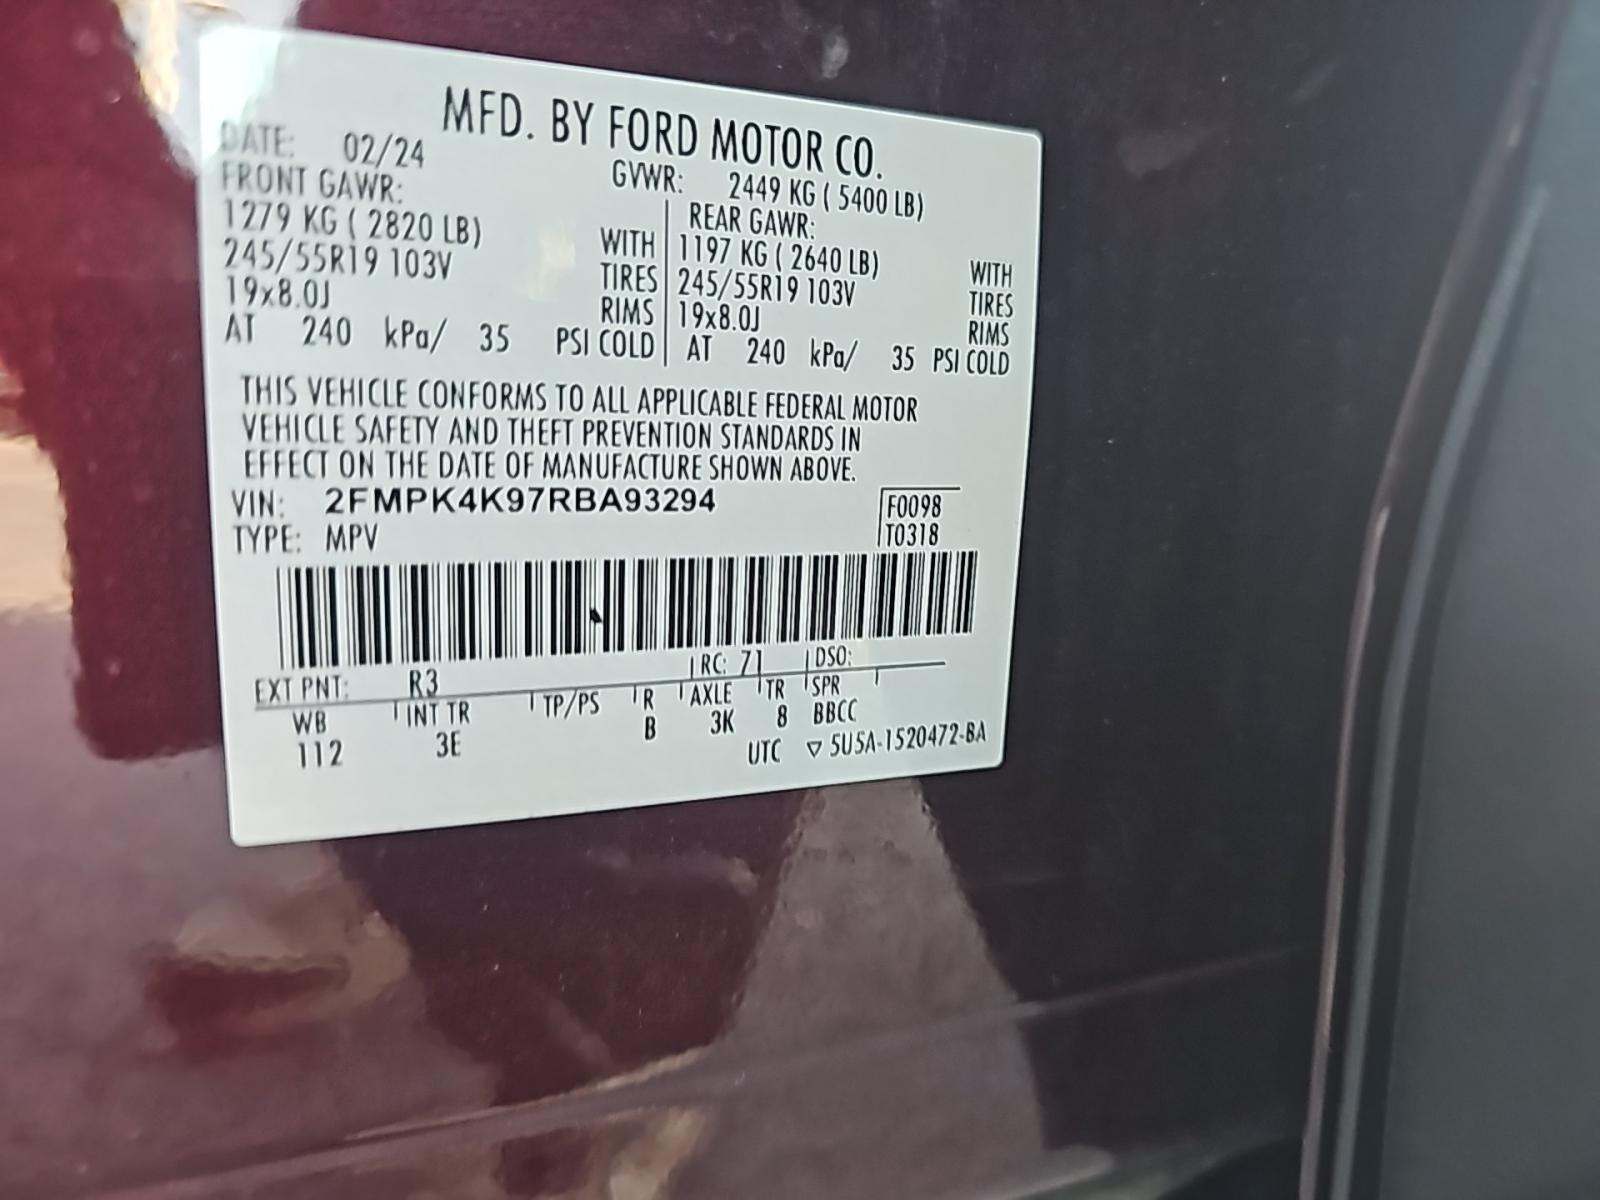 MFD. BY FORD MOTOR CO.
DATE: 02/24 GVWR: 2449 KG ( 5400 LB)
FRONT GAWR: REAR GAWR:
1279 KG ( 2820 LB) WITH 1197 KG ( 2640 LB) WITH
245/55R19 103V TIRES 245/55R19 103V TIRES
19x8.0J RIMS 19x8.0J RIMS
AT 240 kPa/ 35 PSI COLD AT 240 kPa/ 35 PSI COLD
THIS VEHICLE CONFORMS TO ALL APPLICABLE FEDERAL MOTOR
VEHICLE SAFETY AND THEFT PREVENTION STANDARDS IN
EFFECT ON THE DATE OF MANUFACTURE SHOWN ABOVE.
VIN: 2FMPK4K97RBA93294 F0098
TYPE: MPV T0318
EXT PNT: R3 RC: 71 DSO:
WB INT TR TP/PS R AXLE TR SPR
112 3E B 3K 8 BBCC
UTC ▽ 5U5A-1520472-BA